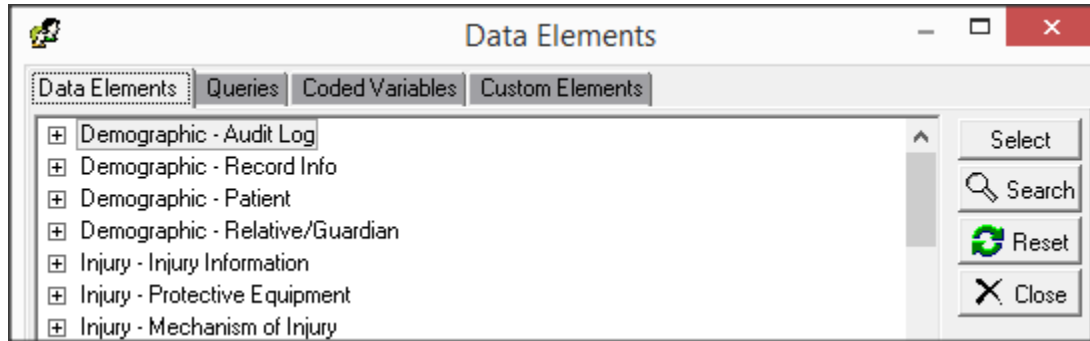 Data Elements
Data Elements Queries Coded Variables Custom Elements
Demographic - Audit Log
Demographic - Record Info
Demographic - Patient
Demographic - Relative/Guardian
Injury - Injury Information
Injury - Protective Equipment
Injury - Mechanism of Injury
Select
Search
Reset
Close